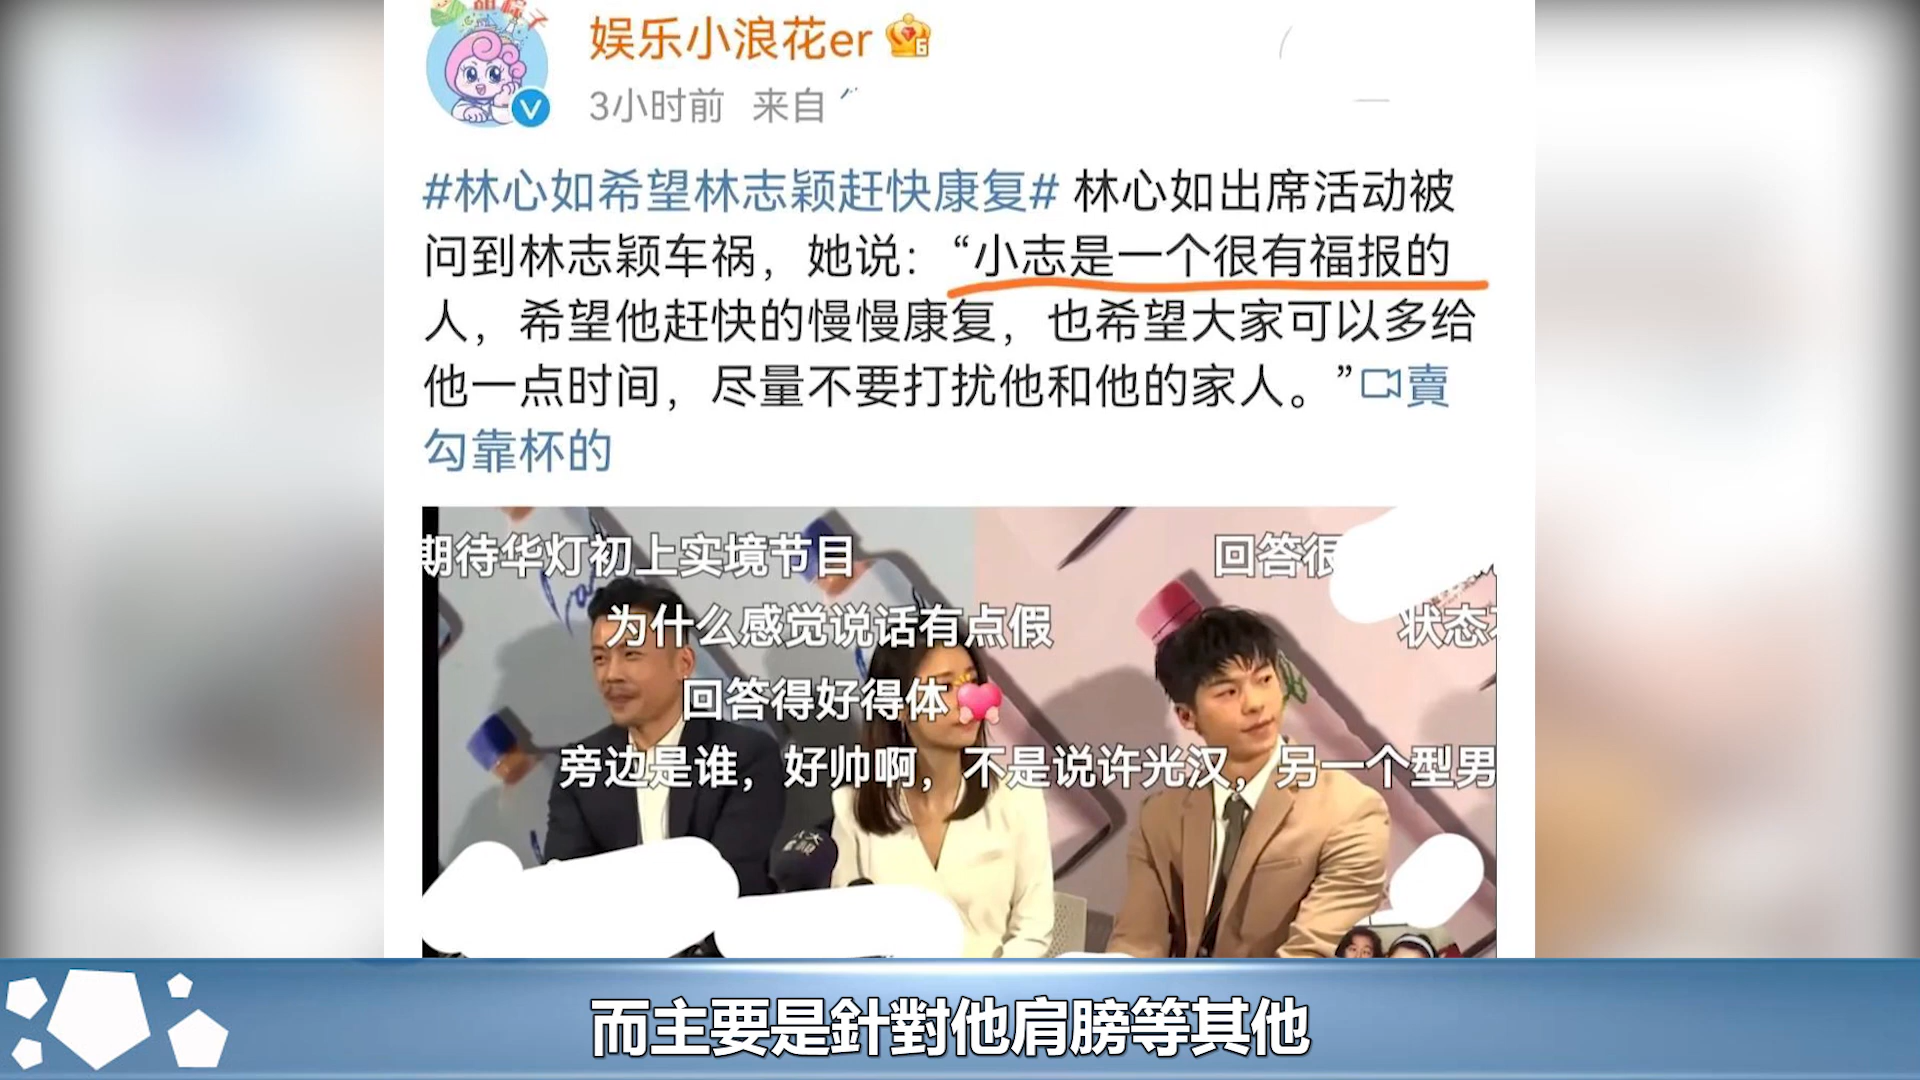 甜粽子
娱乐小浪花er
3小时前 来自
#林心如希望林志颖赶快康复# 林心如出席活动被
问到林志颖车祸，她说：“小志是一个很有福报的
人，希望他赶快的慢慢康复，也希望大家可以多给
他一点时间，尽量不要打扰他和他的家人。”賣
勾靠杯的
期待华灯初上实境节目
回答很
为什么感觉说话有点假
状态
回答得好得体
旁边是谁，好帅啊，不是说许光汉，另一个型男
而主要是針對他肩膀等其他